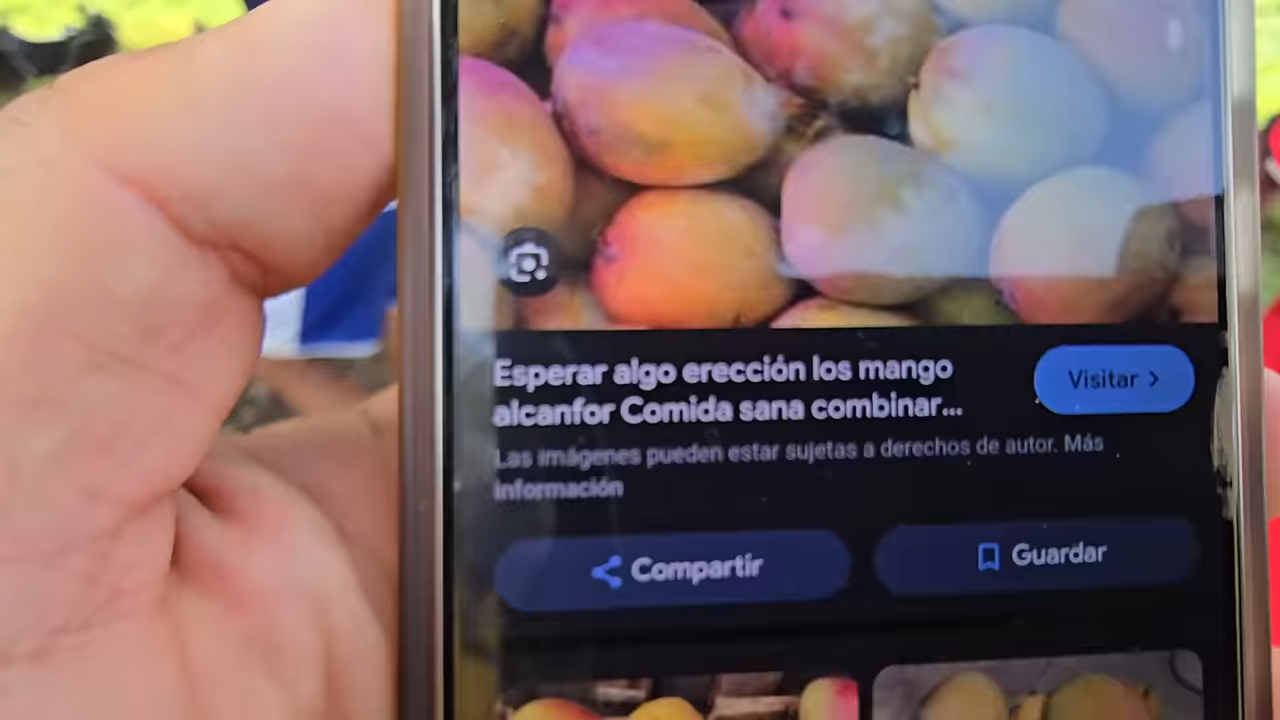 Esperar algo erección los mango
alcanfor Comida sana combinar...
Visitar
Las imágenes pueden estar sujetas a derechos de autor. Más
información
Compartir
Guardar